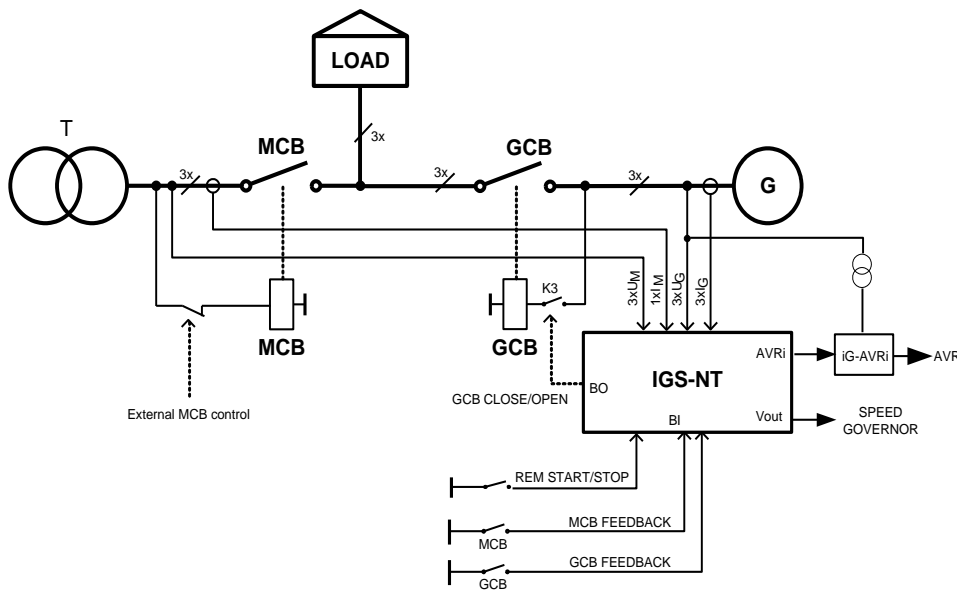 LOAD
T
3x
MCB
GCB
3x
3x
3x
G
3xUM
1xIM
3xUG
3xIG
K3
MCB
GCB
External MCB control
GCB CLOSE/OPEN
BO
IGS-NT
AVRi
iG-AVRi
AVR
Vout
SPEED
GOVERNOR
BI
REM START/STOP
MCB FEEDBACK
MCB
GCB FEEDBACK
GCB